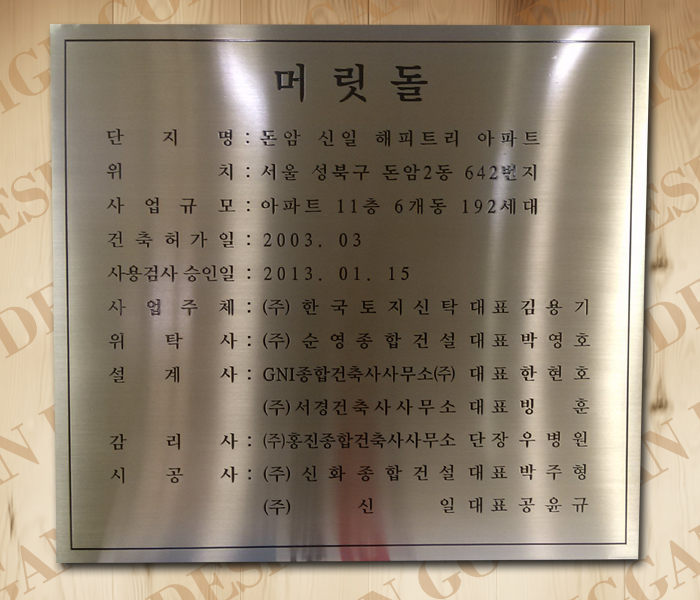 머릿돌
단 지 명 : 돈암 신일 해피트리 아파트
위 치 : 서울 성북구 돈암2동 642번지
사 업 규 모 : 아파트 11층 6개동 192세대
건 축 허 가 일 : 2003. 03
사용검사 승인일 : 2013. 01. 15
사 업 주 체 : (주) 한 국 토 지 신 탁 대 표 김 용 기
위 탁 사 : (주) 순 영 종 합 건 설 대 표 박 영 호
설 계 사 : GNI종합건축사사무소(주) 대 표 한 현 호
(주) 서경건축사사무소 대 표 빙 훈
감 리 사 : (주)홍진종합건축사사무소 단 장 우 병 원
시 공 사 : (주) 신 화 종 합 건 설 대 표 박 주 형
(주) 신 일 대 표 공 윤 규